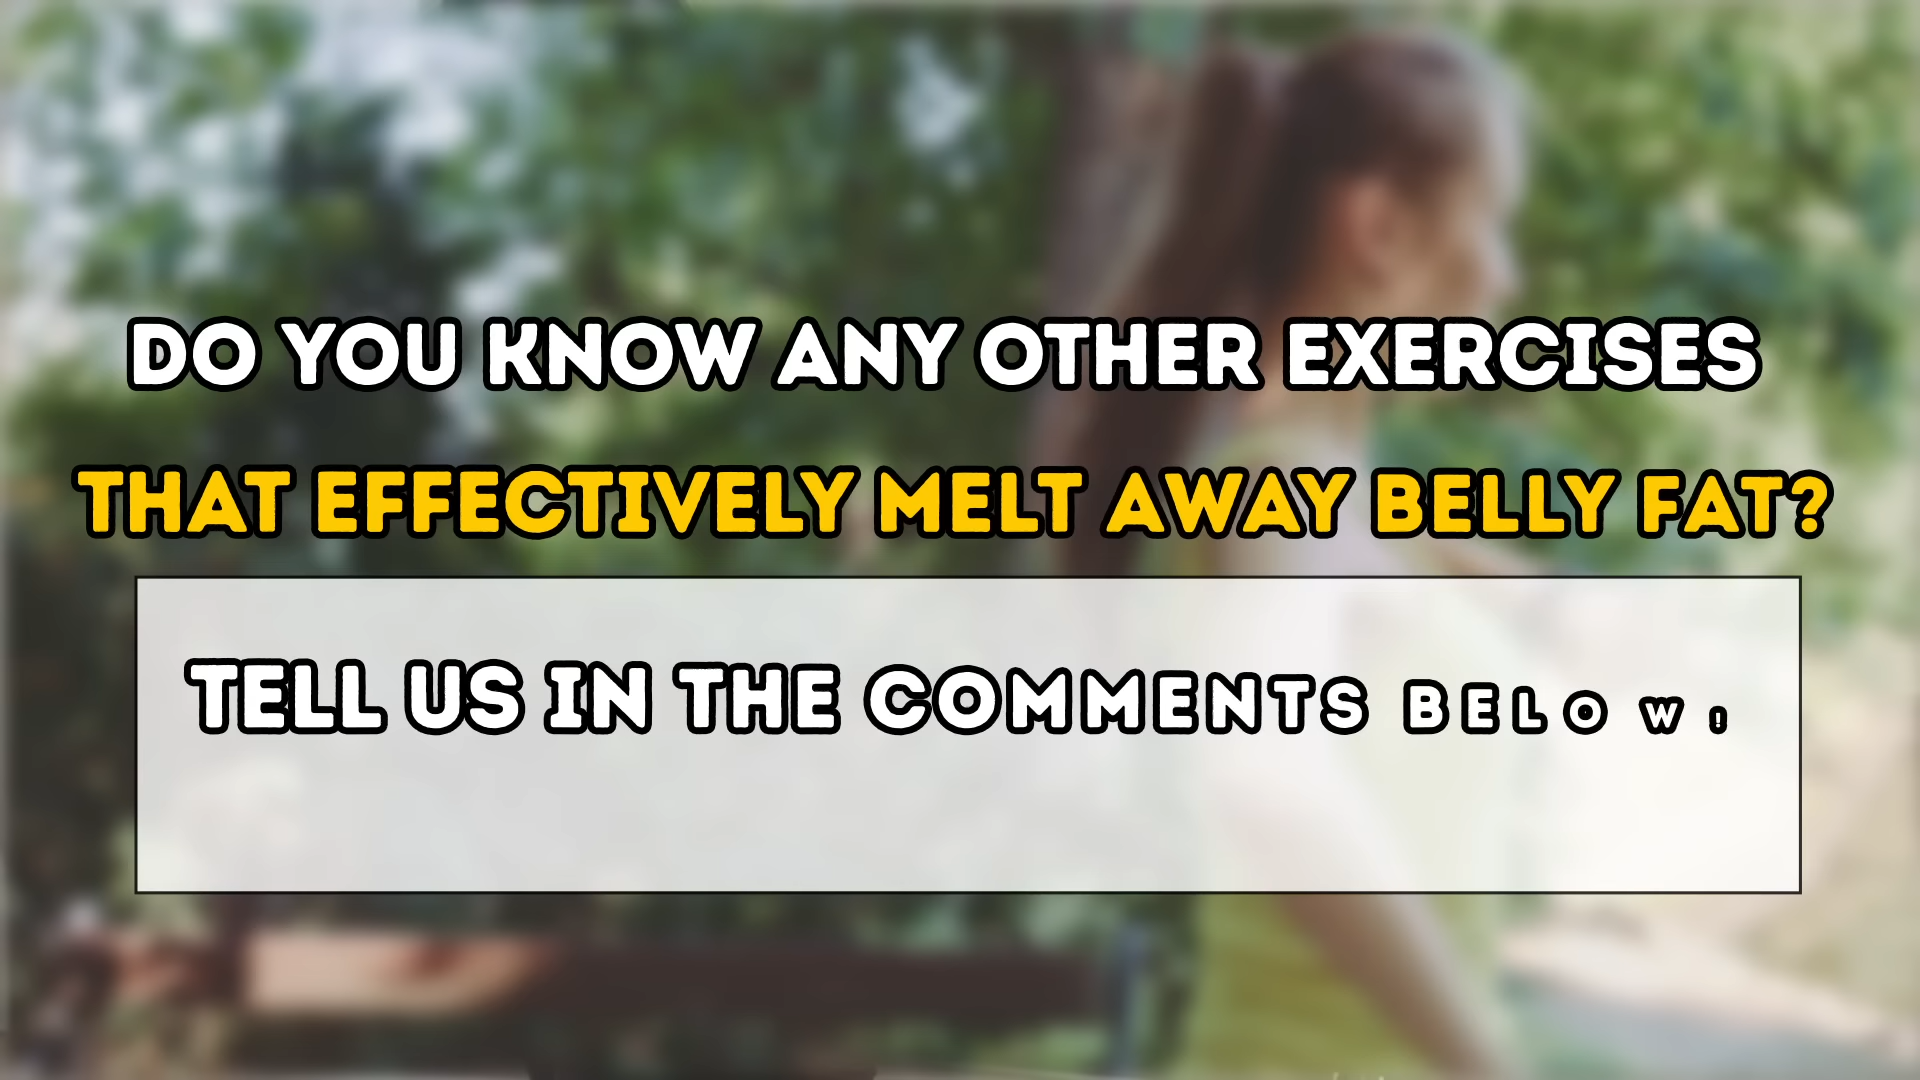 DO YOU KNOW ANY OTHER EXERCISES
THAT EFFECTIVELY MELT AWAY BELLY FAT?
TELL US IN THE COMMENTS BELOW!